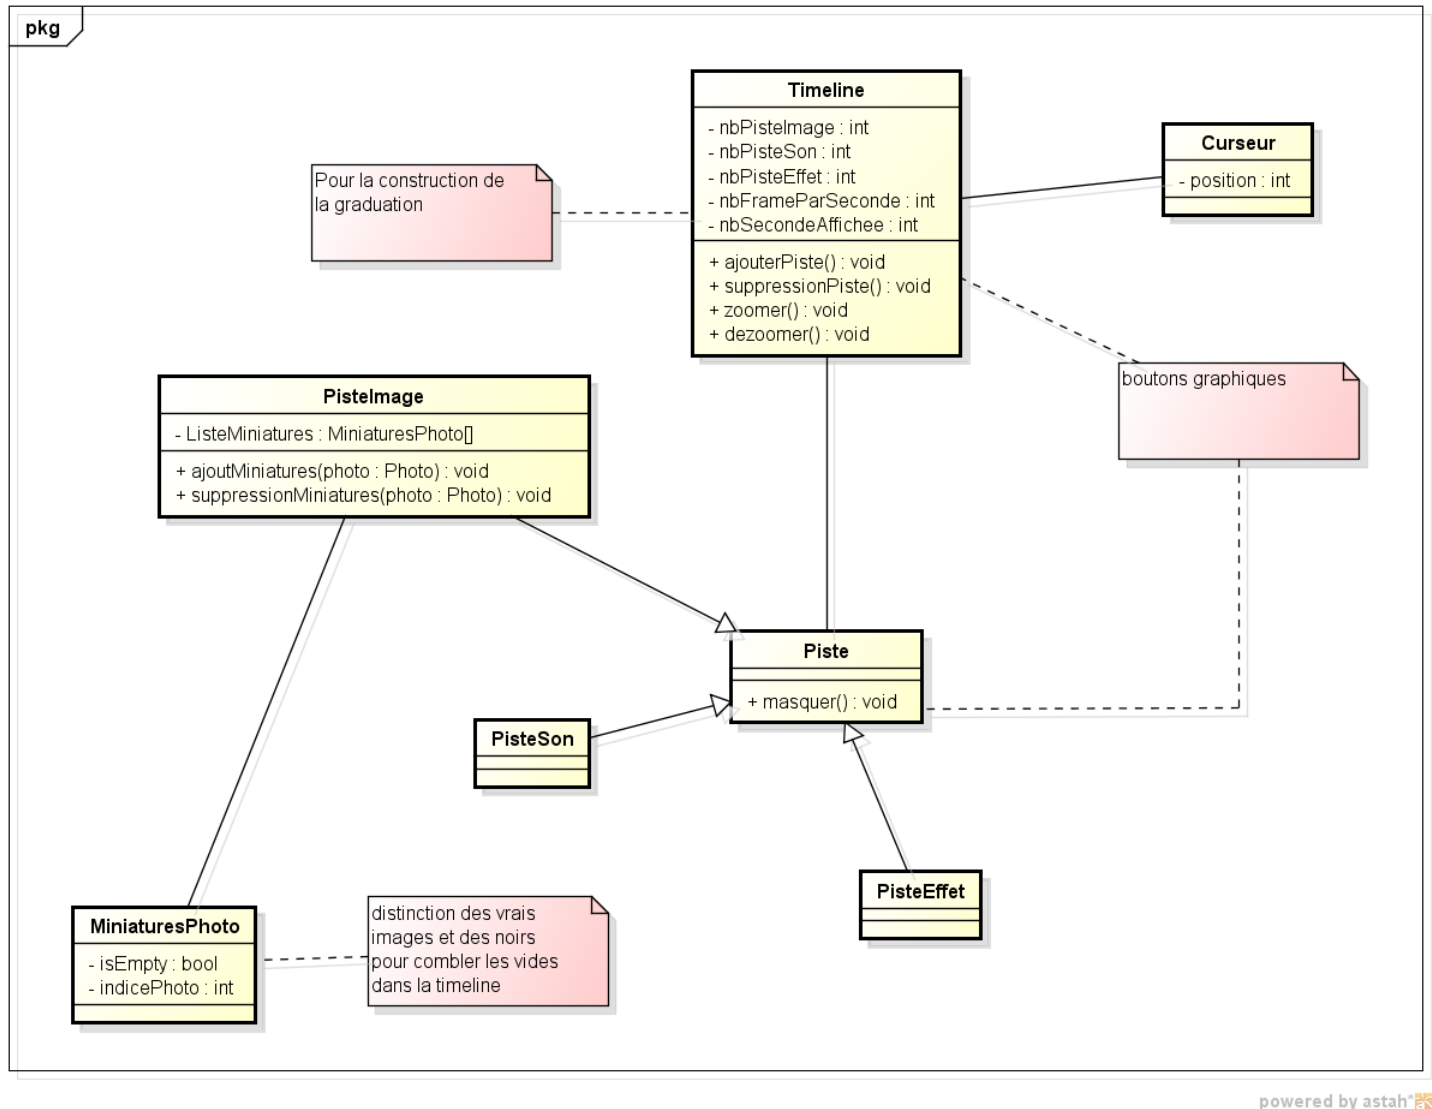 pkg
Timeline
- nbPisteImage : int
- nbPisteSon : int
- nbPisteEffet : int
- nbFrameParSeconde : int
- nbSecondeAffichee : int
+ ajouterPiste() : void
+ suppressionPiste() : void
+ zoomer() : void
+ dezoomer() : void
Curseur
- position : int
Pour la construction de
la graduation
boutons graphiques
PisteImage
- ListeMiniatures : MiniaturesPhoto[]
+ ajoutMiniatures(photo : Photo) : void
+ suppressionMiniatures(photo : Photo) : void
Piste
+ masquer() : void
PisteSon
PisteEffet
MiniaturesPhoto
- isEmpty : bool
- indicePhoto : int
distinction des vrais
images et des noirs
pour combler les vides
dans la timeline
powered by astah*